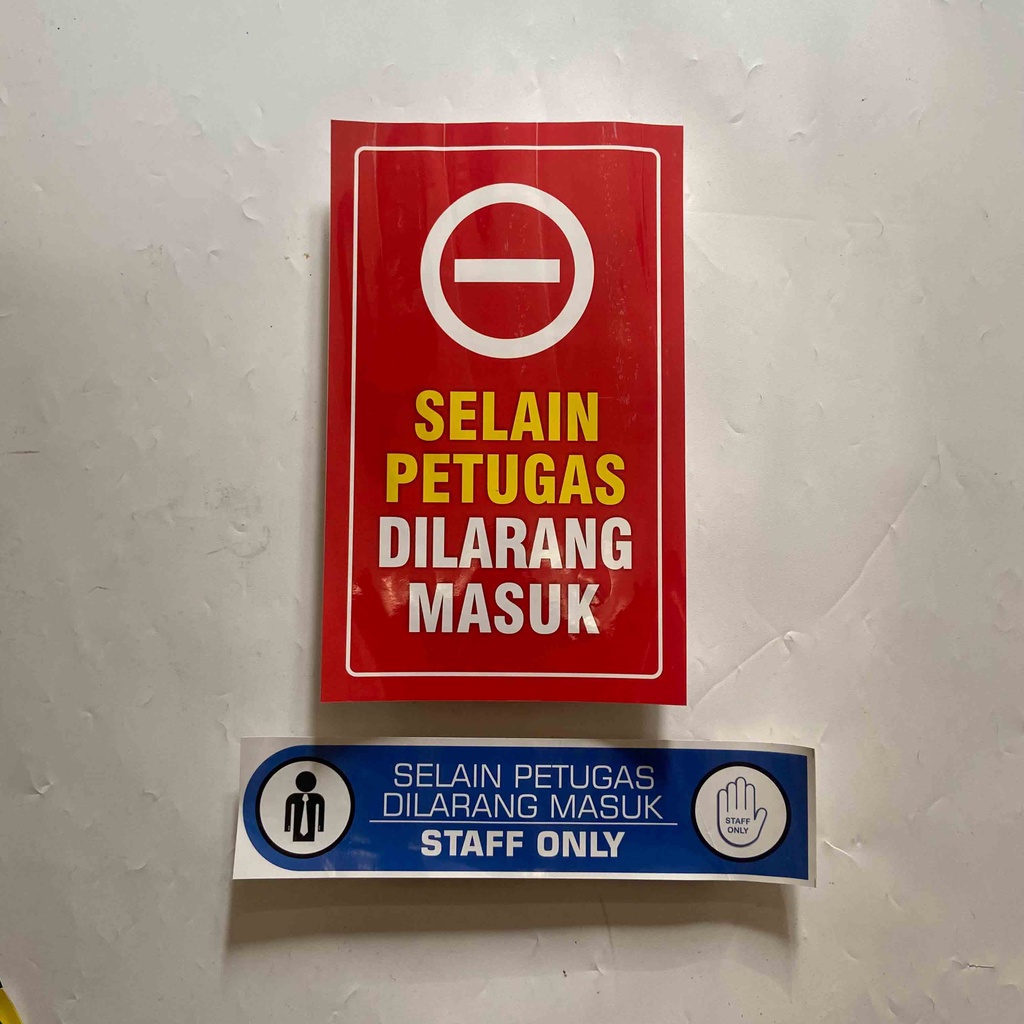 SELAIN
PETUGAS
DILARANG
MASUK
SELAIN PETUGAS
DILARANG MASUK
STAFF ONLY
STAFF
ONLY